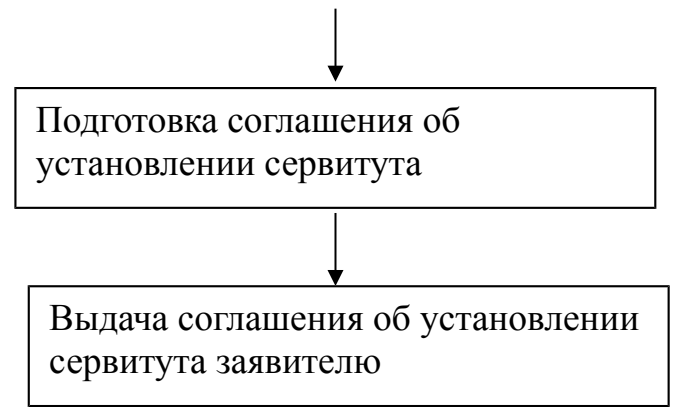 Подготовка соглашения об
установлении сервитута
Выдача соглашения об установлении
сервитута заявителю